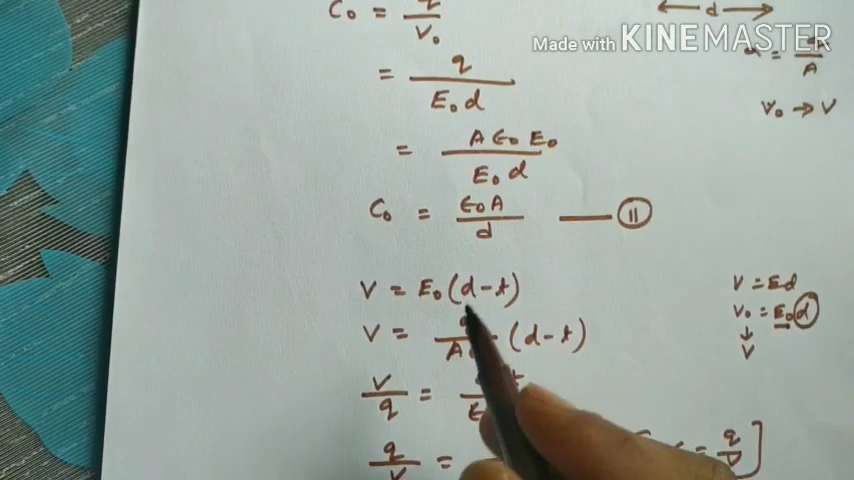 C₀ = q/V₀
← d →
Made with KINEMASTER
= q/(E₀d)
V₀ → V
= Aϵ₀E₀/(E₀d)
C₀ = ϵ₀A/d —— (11)
V = E₀(d-t)
V = Ed
V₀ = E₀d
↓
V
V = (d-t)
V/q =
q/V =
= q/V]